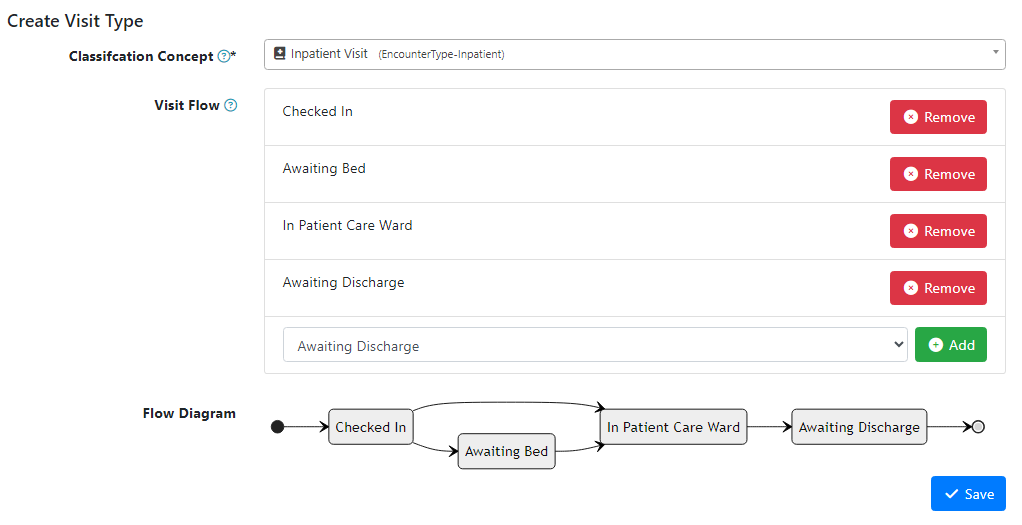 Create Visit Type
Classifcation Concept ?* Inpatient Visit (EncounterType-Inpatient)
Visit Flow ?
Checked In Remove
Awaiting Bed Remove
In Patient Care Ward Remove
Awaiting Discharge Remove
Awaiting Discharge Add
Flow Diagram
Checked In In Patient Care Ward Awaiting Discharge
Awaiting Bed
Save